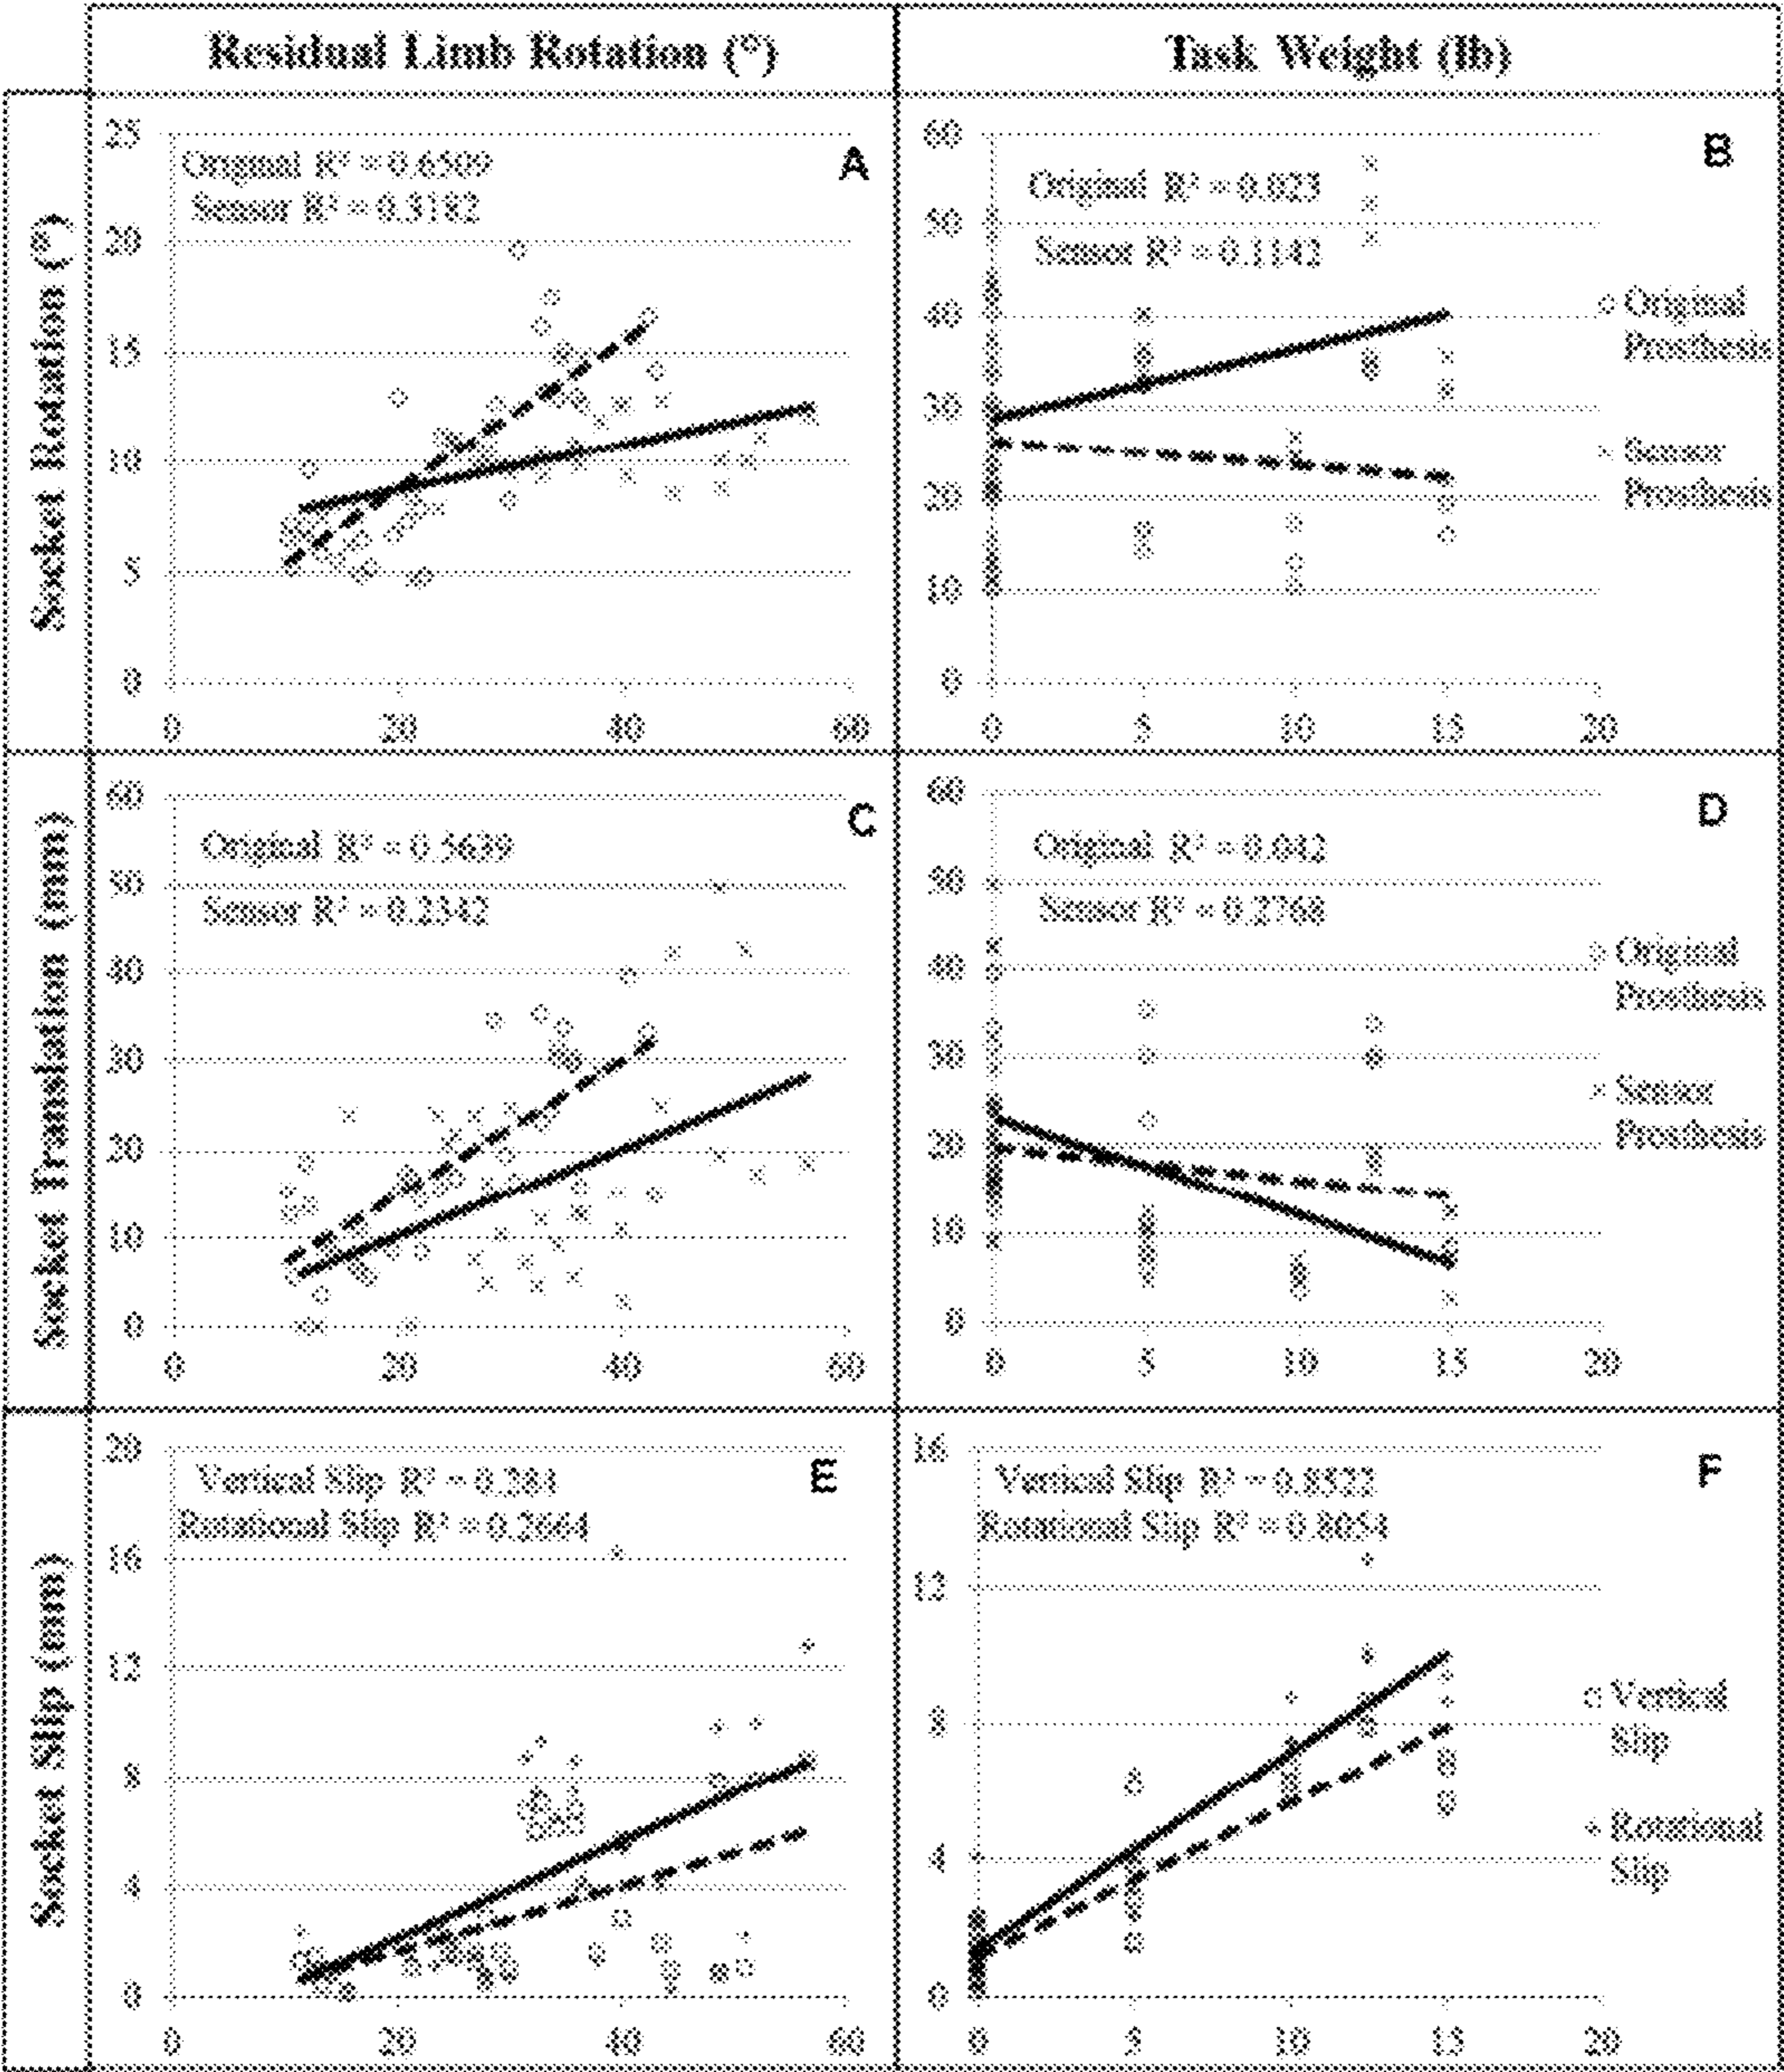 Residual Limb Rotation (°)
Task Weight (lb)
Socket Rotation (°)
25
20
15
10
5
0
0
20
40
60
Original R² = 0.6509
Sensor R² = 0.3182
A
60
50
40
30
20
10
0
0
5
10
15
20
Original R² = 0.023
Sensor R² = 0.1142
B
Original
Prosthesis
Sensor
Prosthesis
Socket Translation (mm)
60
50
40
30
20
10
0
0
20
40
60
Original R² = 0.5639
Sensor R² = 0.2342
C
60
50
40
30
20
10
0
0
5
10
15
20
Original R² = 0.042
Sensor R² = 0.2768
D
Original
Prosthesis
Sensor
Prosthesis
Socket Slip (mm)
20
16
12
8
4
0
0
20
40
60
Vertical Slip R² = 0.284
Rotational Slip R² = 0.2664
E
16
12
8
4
0
0
5
10
15
20
Vertical Slip R² = 0.8522
Rotational Slip R² = 0.8054
F
Vertical
Slip
Rotational
Slip